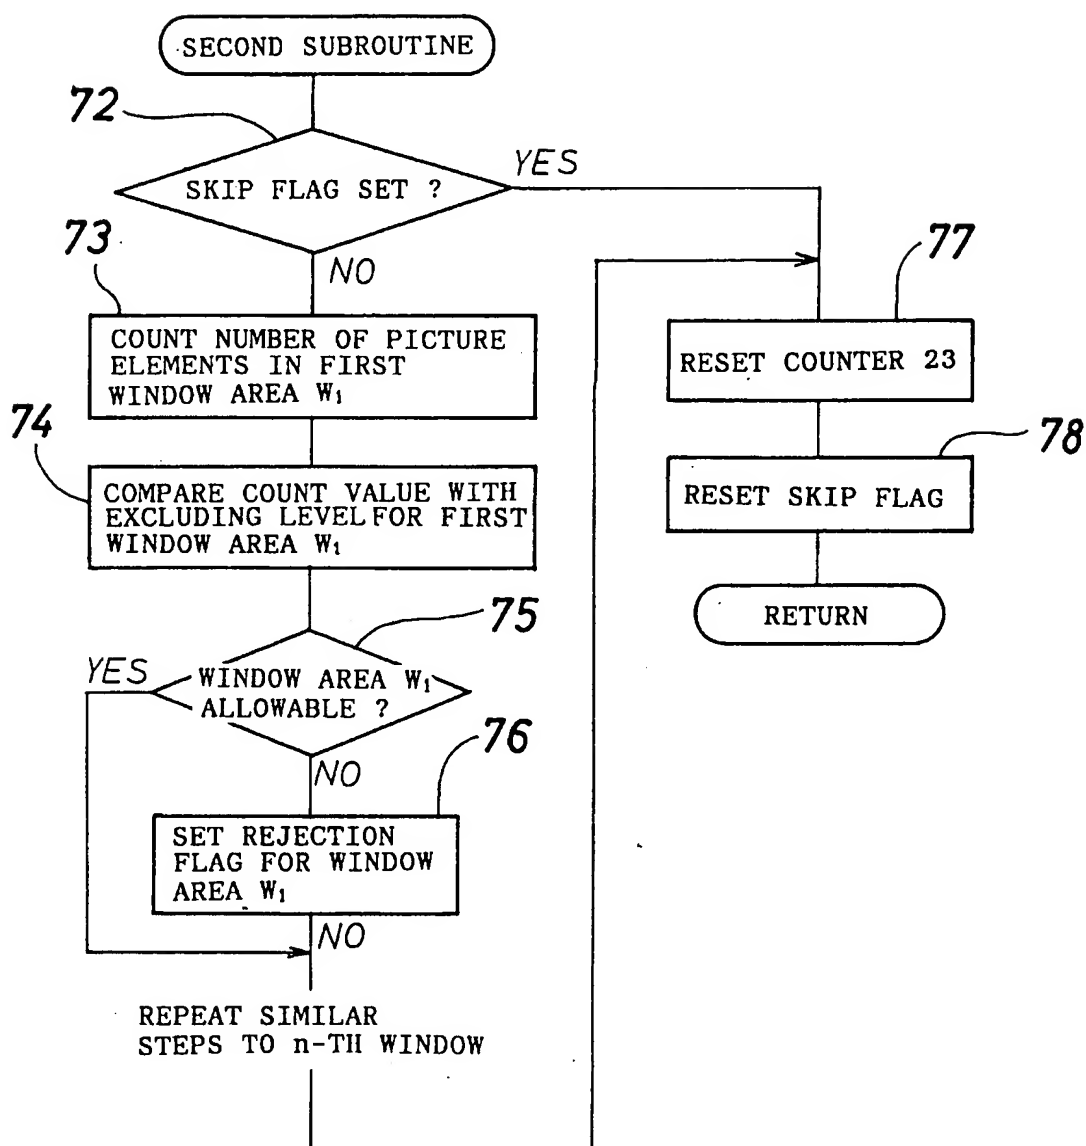 SECOND SUBROUTINE
72
SKIP FLAG SET ?
YES
NO
73
COUNT NUMBER OF PICTURE
ELEMENTS IN FIRST
WINDOW AREA W₁
74
COMPARE COUNT VALUE WITH
EXCLUDING LEVEL FOR FIRST
WINDOW AREA W₁
75
YES
WINDOW AREA W₁
ALLOWABLE ?
NO
76
SET REJECTION
FLAG FOR WINDOW
AREA W₁
NO
REPEAT SIMILAR
STEPS TO n-TH WINDOW
77
RESET COUNTER 23
78
RESET SKIP FLAG
RETURN